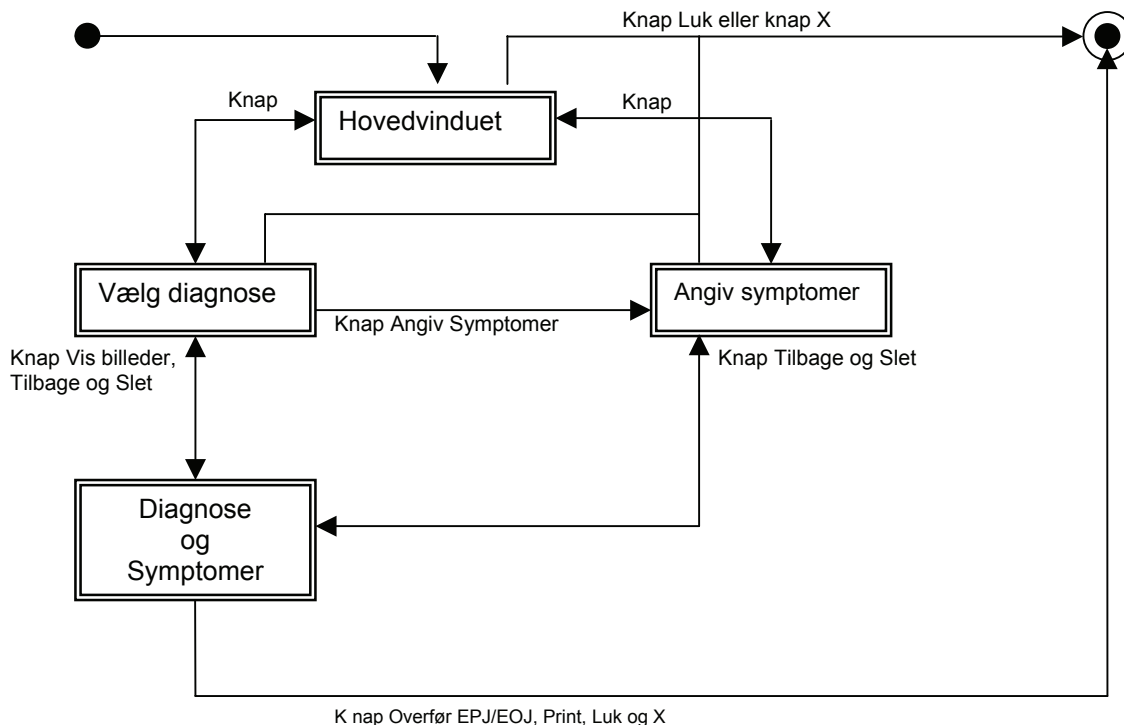 Knap Luk eller knap X
Knap
Knap
Hovedvinduet
Vælg diagnose
Angiv symptomer
Knap Angiv Symptomer
Knap Vis billeder,
Tilbage og Slet
Knap Tilbage og Slet
Diagnose
og
Symptomer
K nap Overfør EPJ/EOJ, Print, Luk og X